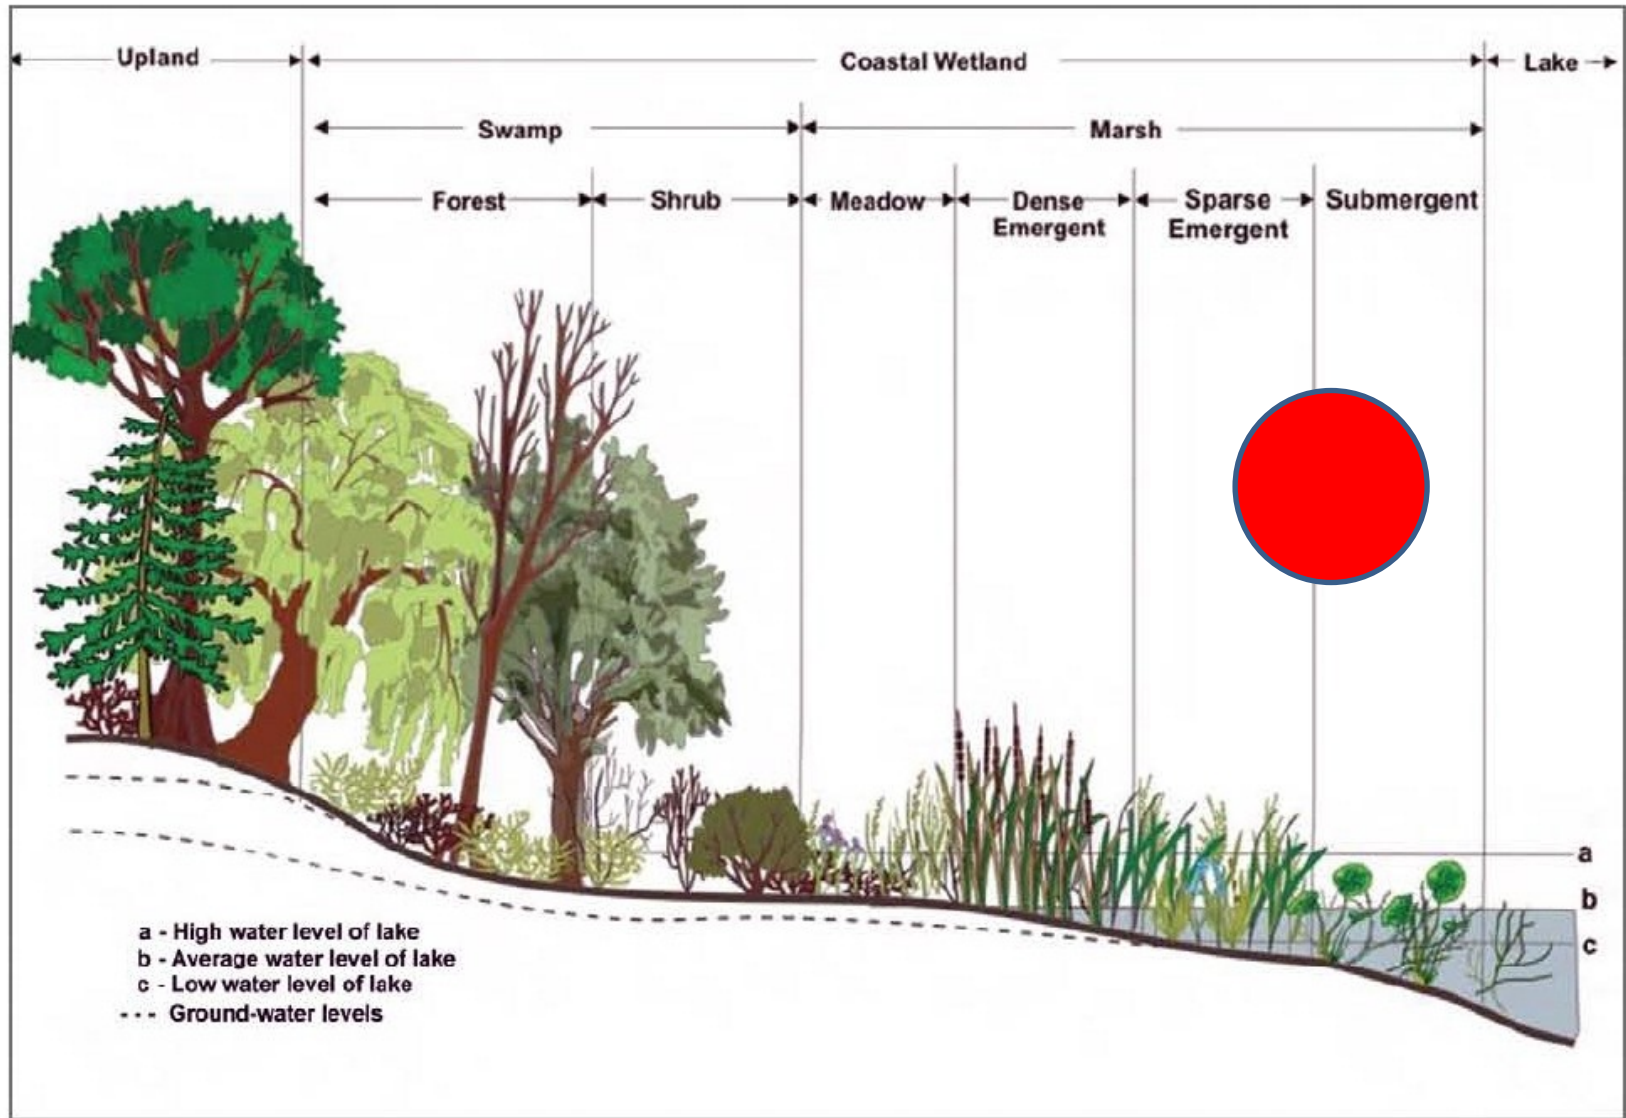 Upland
Coastal Wetland
Lake
Swamp
Marsh
Forest
Shrub
Meadow
Dense
Emergent
Sparse
Emergent
Submergent
a
b
c
a - High water level of lake
b - Average water level of lake
c - Low water level of lake
--- Ground-water levels